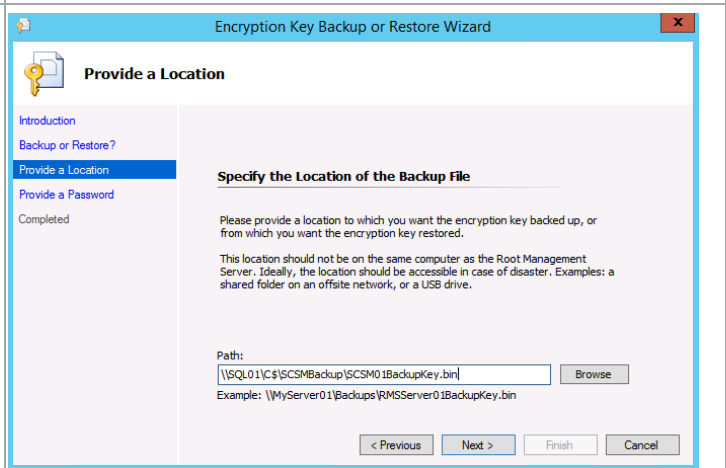 Encryption Key Backup or Restore Wizard
x
Provide a Location
Introduction
Backup or Restore?
Provide a Location
Provide a Password
Completed
Specify the Location of the Backup File
Please provide a location to which you want the encryption key backed up, or
from which you want the encryption key restored.
This location should not be on the same computer as the Root Management
Server. Ideally, the location should be accessible in case of disaster. Examples: a
shared folder on an offsite network, or a USB drive.
Path:
\\SQL01\C$\SCSMBackup\SCSM01BackupKey.bin
Browse
Example: \\MyServer01\Backups\RMSServer01BackupKey.bin
< Previous
Next >
Finish
Cancel